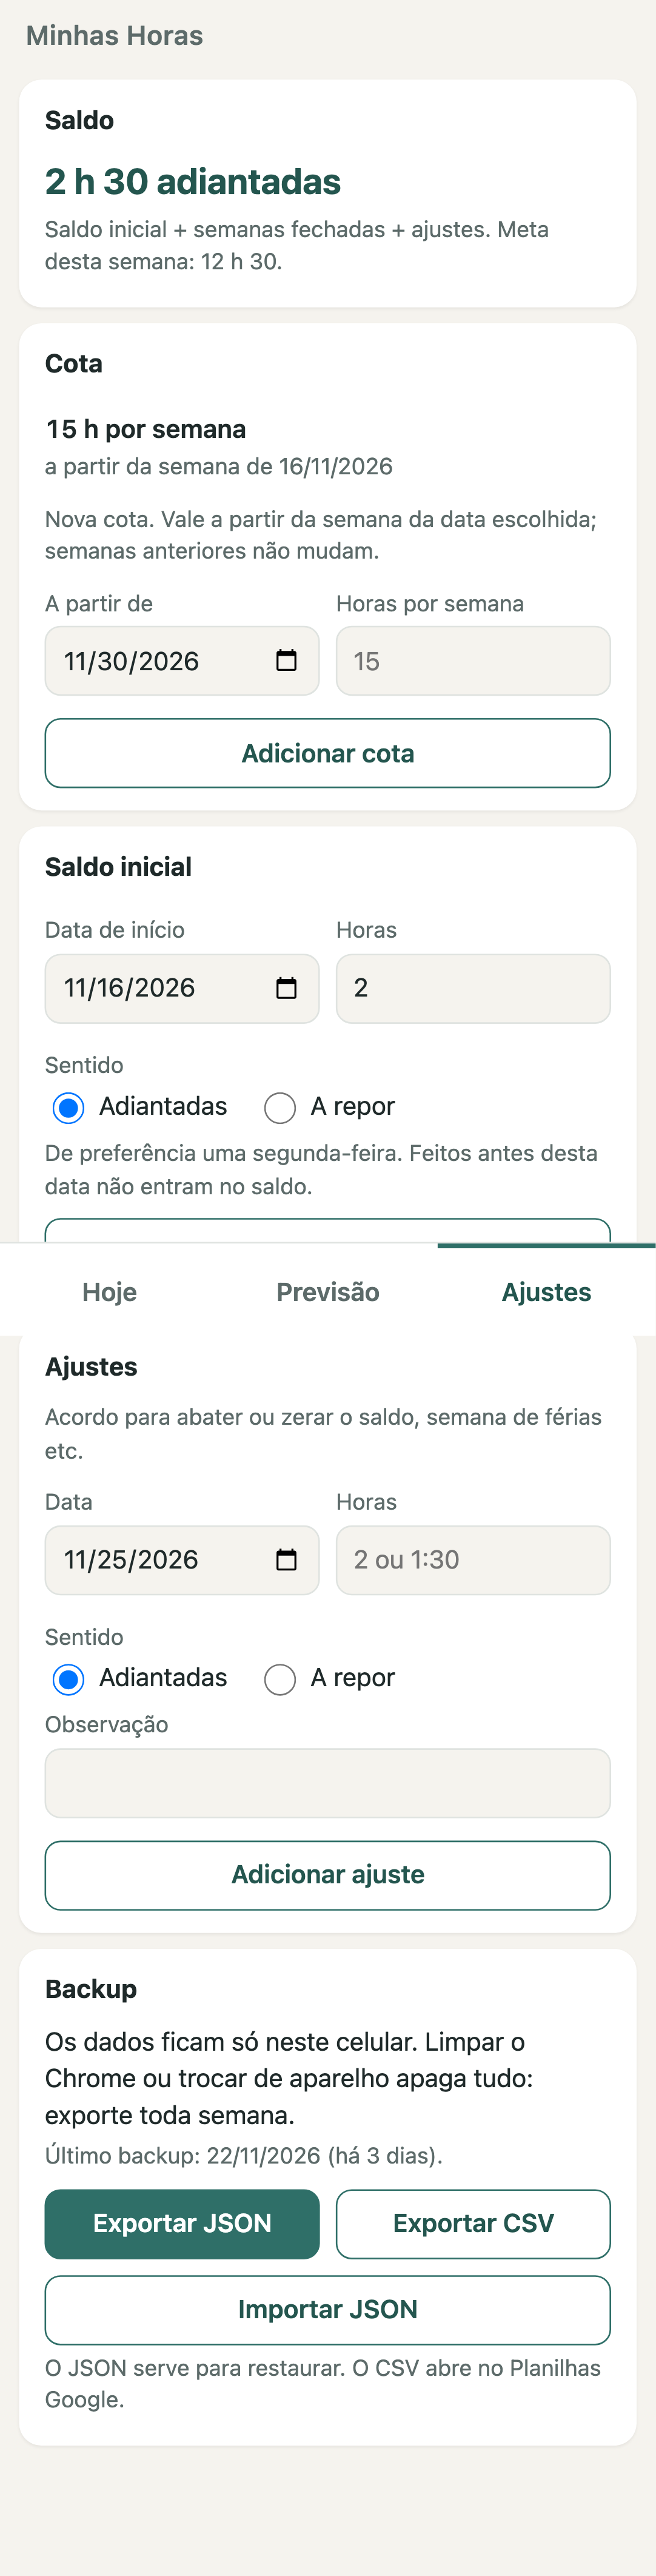 Minhas Horas
Saldo
2 h 30 adiantadas
Saldo inicial + semanas fechadas + ajustes. Meta
desta semana: 12 h 30.
Cota
15 h por semana
a partir da semana de 16/11/2026
Nova cota. Vale a partir da semana da data escolhida;
semanas anteriores não mudam.
A partir de
Horas por semana
11/30/2026
15
Adicionar cota
Saldo inicial
Data de início
Horas
11/16/2026
2
Sentido
Adiantadas
A repor
De preferência uma segunda-feira. Feitos antes desta
data não entram no saldo.
Hoje
Previsão
Ajustes
Ajustes
Acordo para abater ou zerar o saldo, semana de férias
etc.
Data
Horas
11/25/2026
2 ou 1:30
Sentido
Adiantadas
A repor
Observação
Adicionar ajuste
Backup
Os dados ficam só neste celular. Limpar o
Chrome ou trocar de aparelho apaga tudo:
exporte toda semana.
Último backup: 22/11/2026 (há 3 dias).
Exportar JSON
Exportar CSV
Importar JSON
O JSON serve para restaurar. O CSV abre no Planilhas
Google.